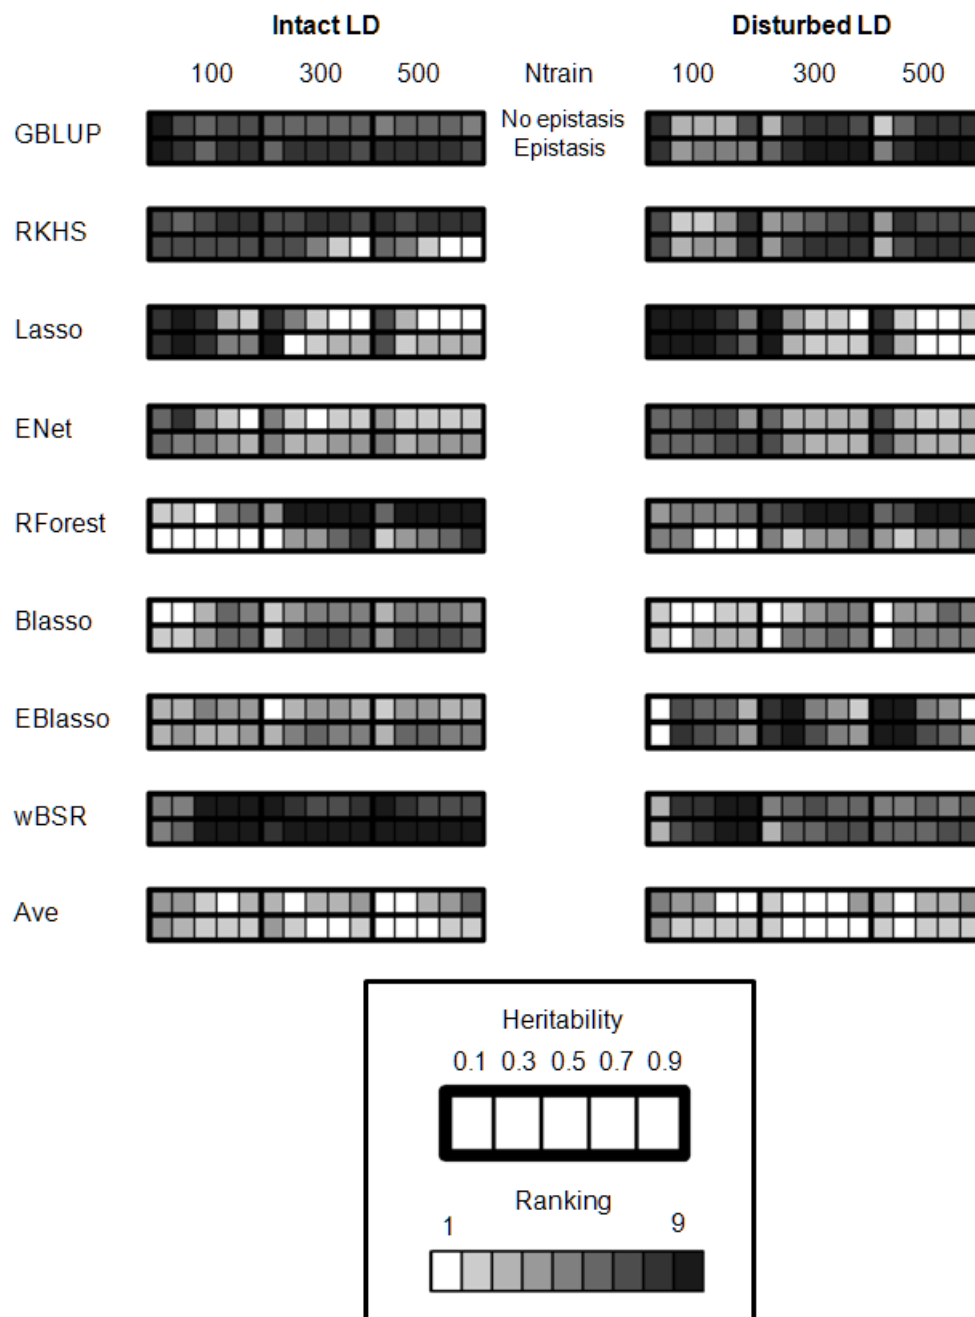 Intact LD Disturbed LD
100 300 500 Ntrain 100 300 500
GBLUP No epistasis
Epistasis
RKHS
Lasso
ENet
RForest
Blasso
EBlasso
wBSR
Ave
Heritability
0.1 0.3 0.5 0.7 0.9
Ranking
1 9